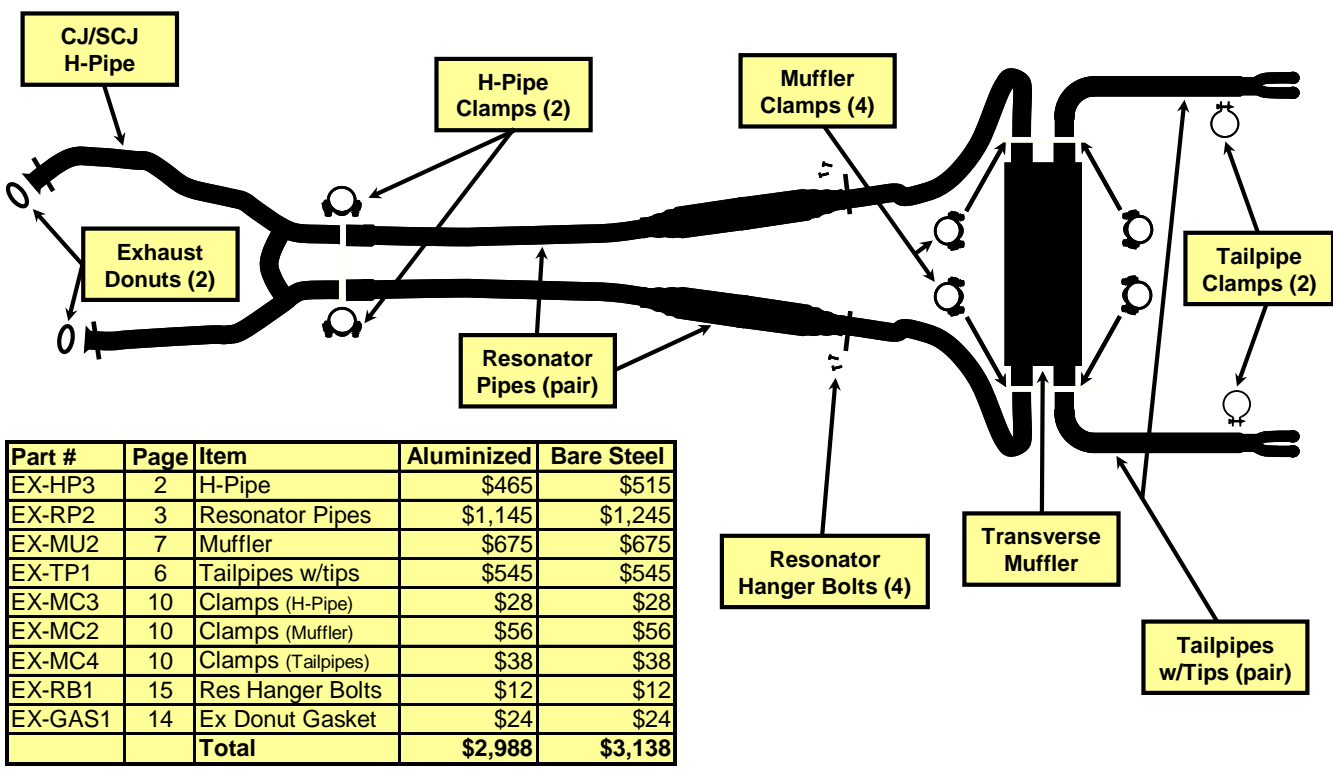 CJ/SCJ
H-Pipe
H-Pipe
Clamps (2)
Muffler
Clamps (4)
Exhaust
Donuts (2)
Tailpipe
Clamps (2)
Resonator
Pipes (pair)
Resonator
Hanger Bolts (4)
Transverse
Muffler
Tailpipes
w/Tips (pair)
Part # Page Item Aluminized Bare Steel
EX-HP3 2 H-Pipe $465 $515
EX-RP2 3 Resonator Pipes $1,145 $1,245
EX-MU2 7 Muffler $675 $675
EX-TP1 6 Tailpipes w/tips $545 $545
EX-MC3 10 Clamps (H-Pipe) $28 $28
EX-MC2 10 Clamps (Muffler) $56 $56
EX-MC4 10 Clamps (Tailpipes) $38 $38
EX-RB1 15 Res Hanger Bolts $12 $12
EX-GAS1 14 Ex Donut Gasket $24 $24
Total $2,988 $3,138